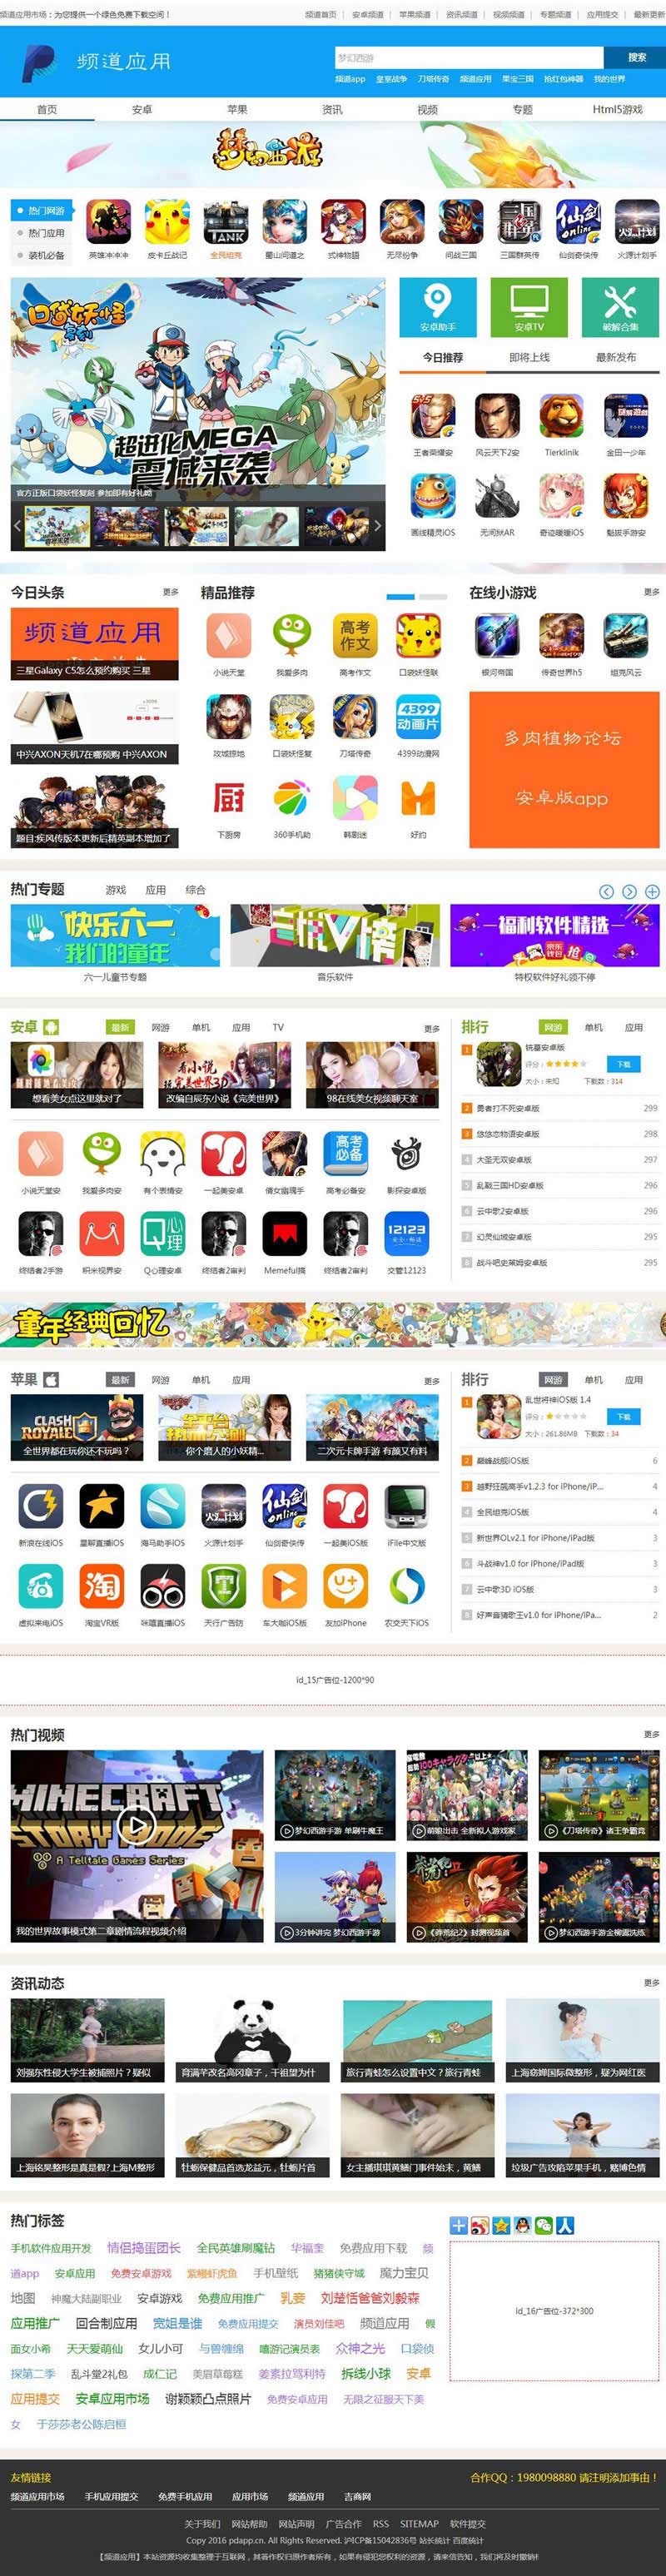 频道应用市场：为您提供一个绿色免费下载空间！
频道首页 | 安卓频道 | 苹果频道 | 资讯频道 | 视频频道 | 专题频道 | 应用提交 | 最新更新
频道应用
梦幻西游
搜索
频道app 皇室战争 刀塔传奇 频道应用 果宝三国 抢红包神器 我的世界
首页 安卓 苹果 资讯 视频 专题 Html5游戏
梦幻西游
热门网游
热门应用
装机必备
英雄冲冲冲 皮卡丘战记 全民坦克 蜀山问道之 式神物语 无尽纷争 问战三国 三国群英传 仙剑奇侠传 火源计划手
口袋妖怪
复刻
超进化MEGA
震撼来袭
官方正版口袋妖怪复刻 参加即有好礼哦
安卓助手 安卓TV 破解合集
今日推荐 即将上线 最新发布
王者荣耀安 风云天下2安 Tierklinik 金田一少年
画线精灵iOS 无间狱AR 奇迹暖暖iOS 魁拔手游安
今日头条 更多
频道应用
三星Galaxy C5怎么预约购买 三星
中兴AXON天机7在哪预购 中兴AXON
题目:疾风传版本更新后精英副本增加了
精品推荐
小说天堂 我爱多肉 高考作文 口袋妖怪联
攻城掠地 口袋妖怪复 刀塔传奇 4399动漫网
下厨房 360手机助 韩剧迷 好约
在线小游戏 更多
银河帝国 传奇世界h5 坦克风云
多肉植物论坛
安卓版app
热门专题 游戏 应用 综合
快乐六一
我们的童年
音机V榜
福利软件精选
六一儿童节专题 音乐软件 特权软件好礼领不停
安卓 最新 网游 单机 应用 TV 更多
想看美女点这里就对了 改编自辰东小说《完美世界》 98在线美女视频聊天室
小说天堂安 我爱多肉安 有个表情安 一起美安卓 倩女幽魂手 高考必备安 影探安卓版
终结者2手游 积米视界安 Q心理安卓 终结者2审判 Memeful搞 终结者2审判 交管12123
排行 网游 单机 应用
1 铳墓安卓版
评分：
下载
大小：未知 下载数：314
2 勇者打不死安卓版 299
3 悠悠恋物语安卓版 298
4 大圣无双安卓版 297
5 乱戳三国HD安卓版 296
6 云中歌2安卓版 296
7 幻灵仙域安卓版 295
8 战斗吧史莱姆安卓版 295
童年经典回忆
苹果 最新 网游 单机 应用 更多
CLASH ROYALE
全世界都在玩你还不玩吗？ 你个磨人的小妖精... 二次元卡牌手游 有颜又有料
新浪在线iOS 星聊直播iOS 海马助手iOS 火源计划手 仙剑奇侠传 一起美iOS版 iFile中文版
虚拟来电iOS 淘宝VR版 咪嘻直播iOS 天行广告防 车大咖iOS版 友加iPhone 农交天下iOS
排行 网游 单机 应用
1 乱世将神iOS版 1.4
评分：
下载
大小：261.86MB 下载数：34
2 巅峰战舰iOS版 6
3 越野狂飙高手v1.2.3 for iPhone/iP... 4
4 全民坦克iOS版 4
5 新世界OLv2.1 for iPhone/iPad版 3
6 斗战神v1.0 for iPhone/iPad版 3
7 云中歌3D iOS版 3
8 好声音猜歌王v1.0 for iPhone/iPa... 2
id_15广告位-1200*90
热门视频 更多
MINECRAFT
STORY MODE
A Telltale Games Series
我的世界故事模式第二章剧情流程视频介绍
梦幻西游手游 单刷牛魔王 萌娘出击 全新拟人游戏家 《刀塔传奇》诸王争霸竞
3分钟讲完 梦幻西游手游 《莽荒纪2》封测视频首 梦幻西游手游金柳露洗炼
资讯动态 更多
刘强东性侵大学生被捕照片？疑似 育满芊改名高冈章子，干祖望为什 旅行青蛙怎么设置中文？旅行青蛙 上海窈婵国际微整形，疑为网红医
上海铭昊整形是真是假?上海M整形 牡蛎保健品首选龙益元，牡蛎片首 女主播琪琪黄鳝门事件始末，黄鳝 垃圾广告攻陷苹果手机，赌博色情
热门标签
手机软件应用开发 情侣捣蛋团长 全民英雄刷魔钻 华福奎 免费应用下载 频
道app 安卓应用 免费安卓游戏 紫鳗虾虎鱼 手机壁纸 猪猪侠守城 魔力宝贝
地图 神魔大陆副职业 安卓游戏 免费应用推广 乳妾 刘楚恬爸爸刘毅森
应用推广 回合制应用 宽姐是谁 免费应用提交 演员刘佳吧 频道应用 假
面女小希 天天爱萌仙 女儿小可 与兽缠绵 嘻游记演员表 众神之光 口袋侦
探第二季 乱斗堂2礼包 成仁记 美眉草莓糕 姜素拉骂利特 拆线小球 安卓
应用提交 安卓应用市场 谢颖颖凸点照片 免费安卓应用 无限之征服天下美
女 于莎莎老公陈启桓
id_16广告位-372*300
友情链接 合作QQ：1980098880 请注明添加事由！
频道应用市场 手机应用提交 免费手机应用 应用市场 频道应用 吉商网
关于我们 网站帮助 网站声明 广告合作 RSS SITEMAP 软件提交
Copy 2016 pdapp.cn. All Rights Reserved. 沪ICP备15042836号 站长统计 百度统计
【频道应用】本站资源均收集整理于互联网，其著作权归原作者所有，如果有侵犯您权利的资源，请来信告知，我们将及时撤销